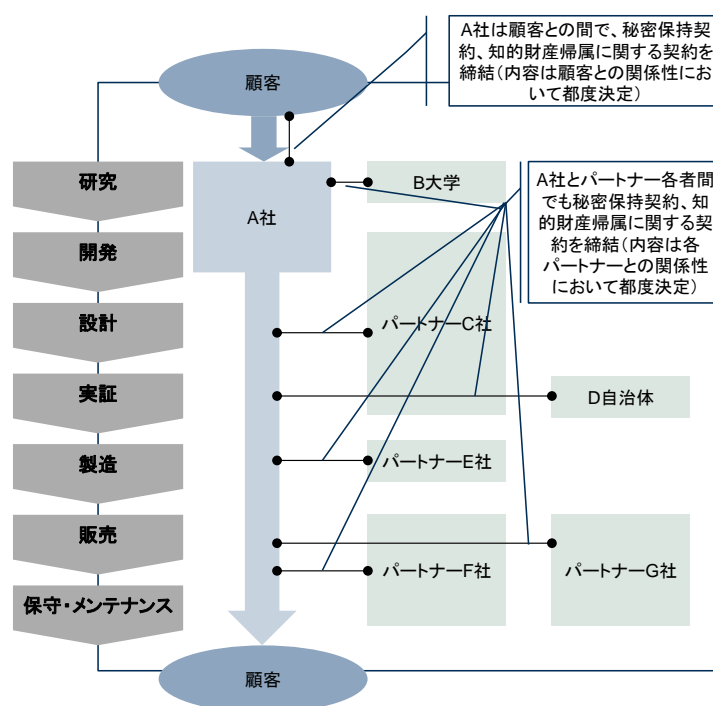 A社は顧客との間で、秘密保持契
約、知的財産帰属に関する契約を
締結(内容は顧客との関係性にお
いて都度決定)
顧客
研究
A社
B大学
A社とパートナー各者間
でも秘密保持契約、知
的財産帰属に関する契
約を締結(内容は各
パートナーとの関係性
において都度決定)
開発
設計
パートナーC社
実証
D自治体
製造
パートナーE社
販売
パートナーF社
パートナーG社
保守・メンテナンス
顧客